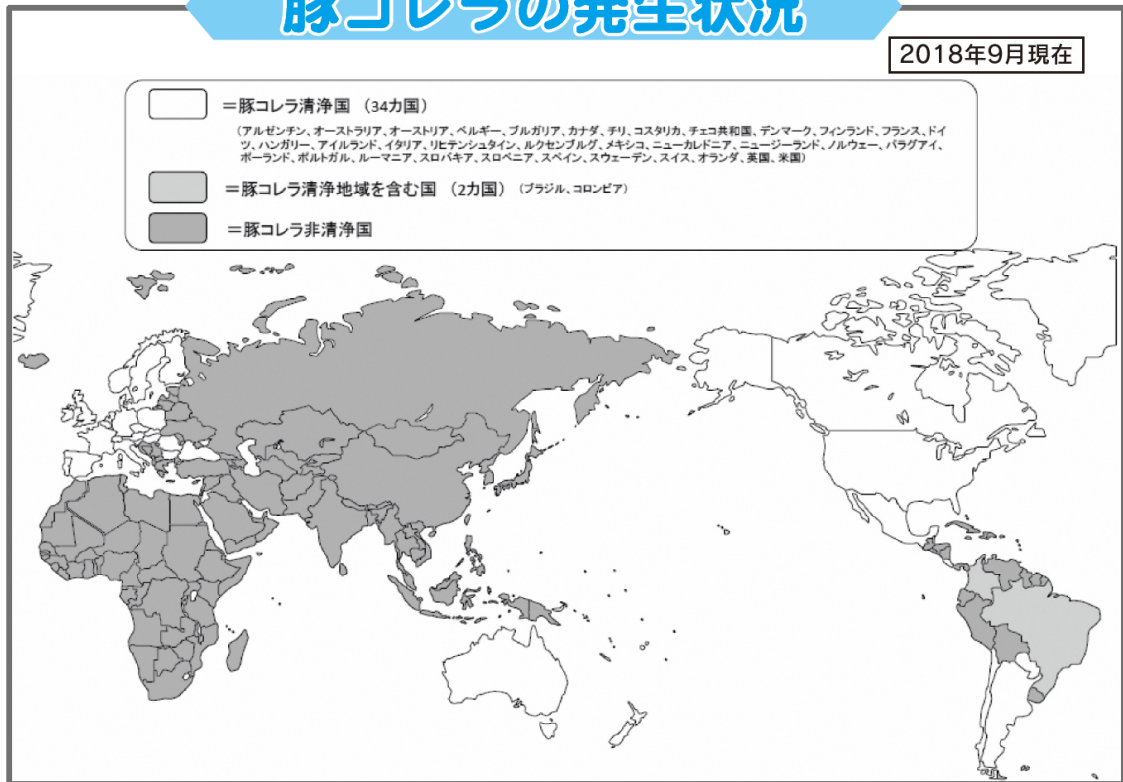 豚コレラの発生状況
2018年9月現在
=豚コレラ清浄国 (34カ国)
(アルゼンチン、オーストラリア、オーストリア、ベルギー、ブルガリア、カナダ、チリ、コスタリカ、チェコ共和国、デンマーク、フィンランド、フランス、ドイ
ツ、ハンガリー、アイルランド、イタリア、リヒテンシュタイン、ルクセンブルグ、メキシコ、ニューカレドニア、ニュージーランド、ノルウェー、パラグアイ、
ポーランド、ポルトガル、ルーマニア、スロバキア、スロベニア、スペイン、スウェーデン、スイス、オランダ、英国、米国)
=豚コレラ清浄地域を含む国 (2カ国) (ブラジル、コロンビア)
=豚コレラ非清浄国